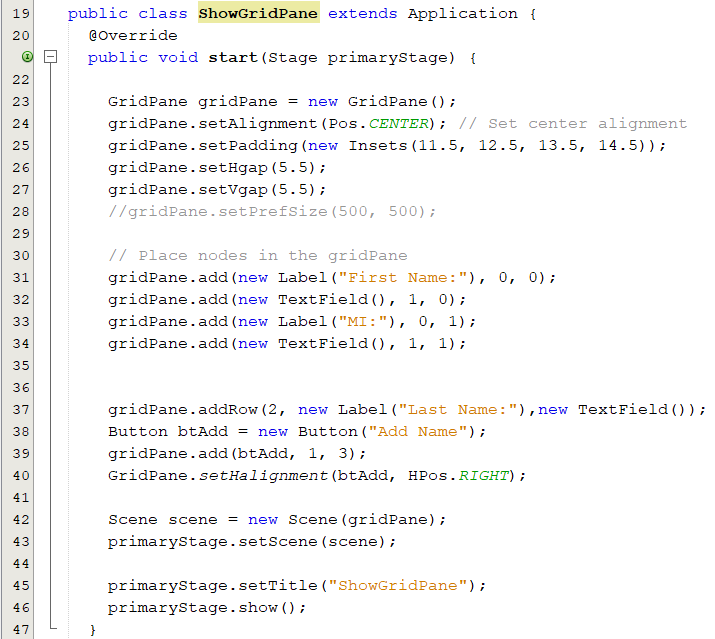 19 public class ShowGridPane extends Application {
20 @Override
public void start(Stage primaryStage) {
22
23 GridPane gridPane = new GridPane();
24 gridPane.setAlignment(Pos.CENTER); // Set center alignment
25 gridPane.setPadding(new Insets(11.5, 12.5, 13.5, 14.5));
26 gridPane.setHgap(5.5);
27 gridPane.setVgap(5.5);
28 //gridPane.setPrefSize(500, 500);
29
30 // Place nodes in the gridPane
31 gridPane.add(new Label("First Name:"), 0, 0);
32 gridPane.add(new TextField(), 1, 0);
33 gridPane.add(new Label("MI:"), 0, 1);
34 gridPane.add(new TextField(), 1, 1);
35
36
37 gridPane.addRow(2, new Label("Last Name:"),new TextField());
38 Button btAdd = new Button("Add Name");
39 gridPane.add(btAdd, 1, 3);
40 GridPane.setHalignment(btAdd, HPos.RIGHT);
41
42 Scene scene = new Scene(gridPane);
43 primaryStage.setScene(scene);
44
45 primaryStage.setTitle("ShowGridPane");
46 primaryStage.show();
47 }